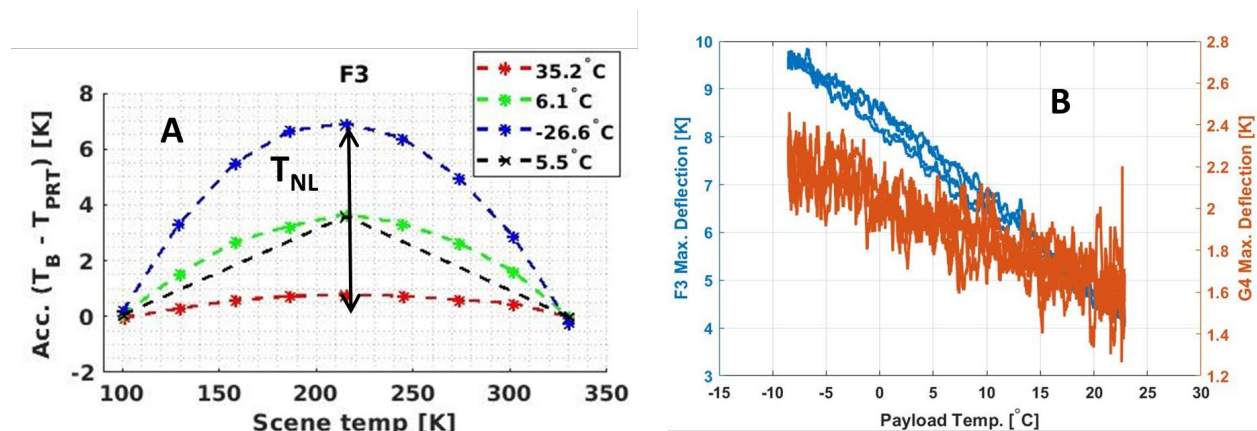 F3
A
T_NL
35.2°C
6.1°C
-26.6°C
5.5°C
8
6
4
2
0
-2
Acc. (T_B - T_PRT) [K]
100 150 200 250 300 350
Scene temp [K]
B
10
9
8
7
6
5
4
3
F3 Max. Deflection [K]
2.8
2.6
2.4
2.2
2
1.8
1.6
1.4
1.2
G4 Max. Deflection [K]
-15 -10 -5 0 5 10 15 20 25 30
Payload Temp. [°C]